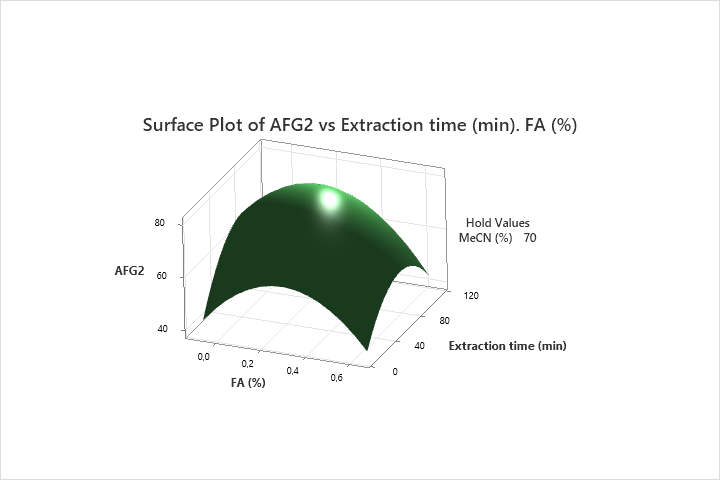 Surface Plot of AFG2 vs Extraction time (min). FA (%)
Hold Values
MeCN (%) 70
80
60
40
AFG2
0,0
0,2
0,4
0,6
FA (%)
0
40
80
120
Extraction time (min)